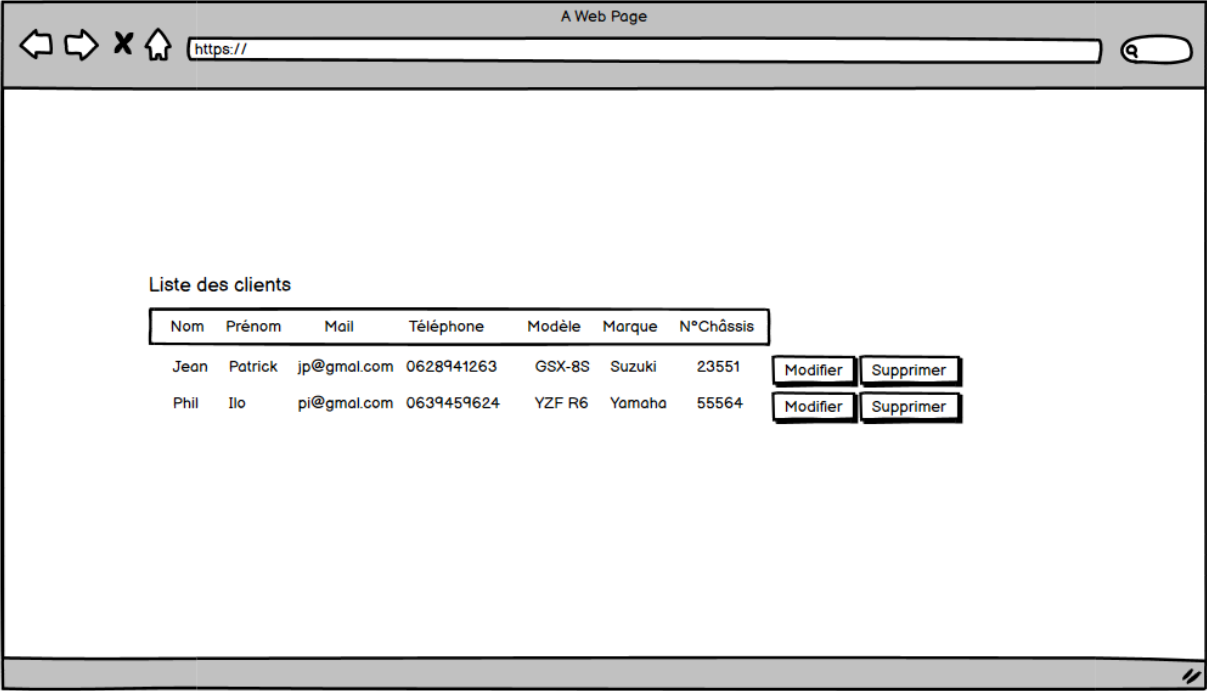 A Web Page
https://
Liste des clients
Nom Prénom Mail Téléphone Modèle Marque N°Châssis
Jean Patrick jp@gmal.com 0628941263 GSX-8S Suzuki 23551 Modifier Supprimer
Phil Ilo pi@gmal.com 0639459624 YZF R6 Yamaha 55564 Modifier Supprimer